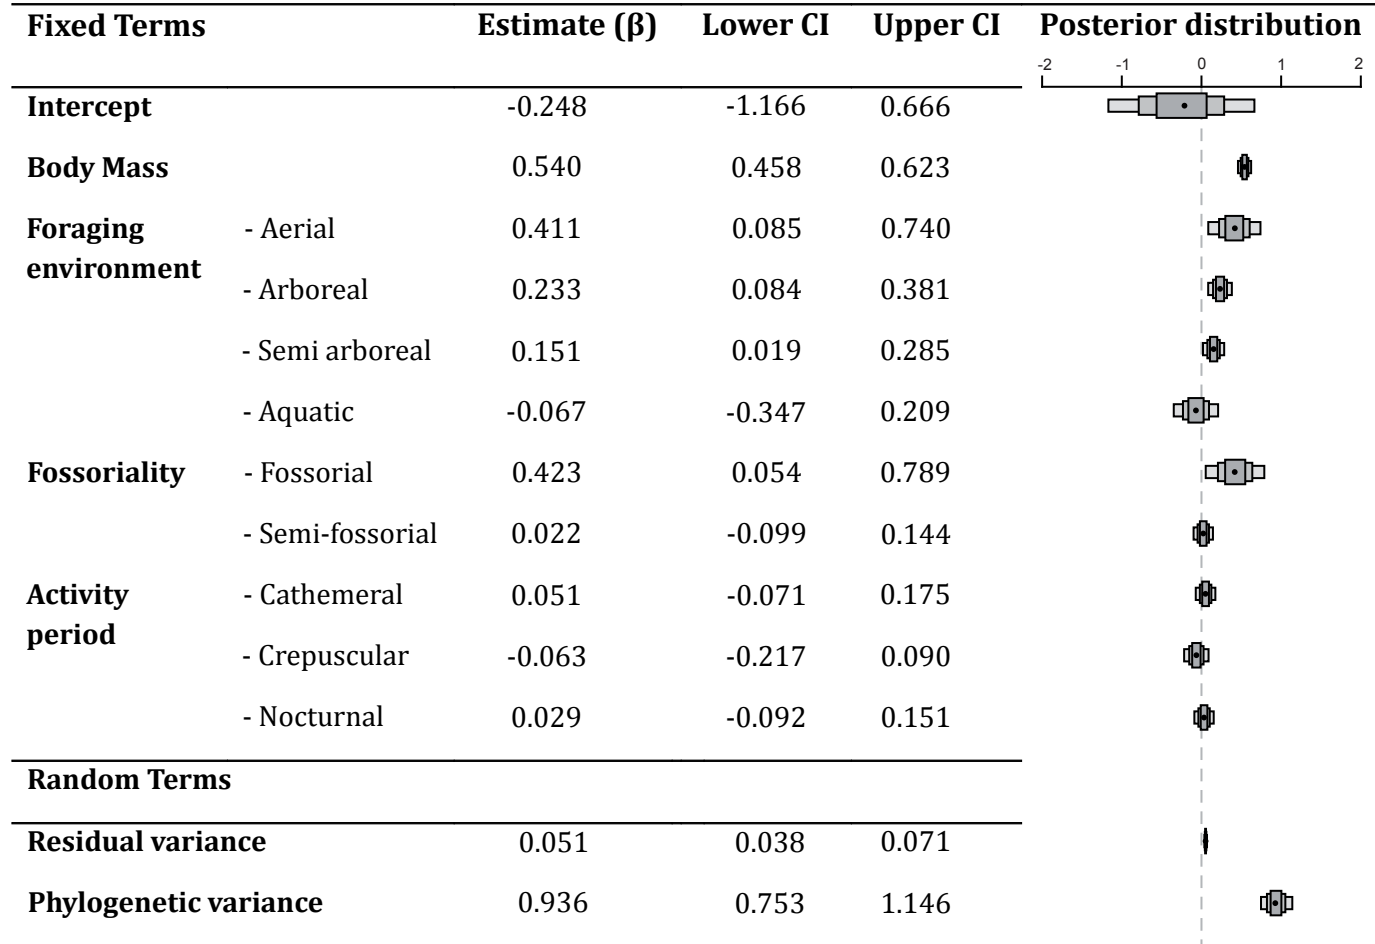 Fixed Terms Estimate (β) Lower CI Upper CI Posterior distribution
-2 -1 0 1 2
Intercept -0.248 -1.166 0.666
Body Mass 0.540 0.458 0.623
Foraging - Aerial 0.411 0.085 0.740
environment
- Arboreal 0.233 0.084 0.381
- Semi arboreal 0.151 0.019 0.285
- Aquatic -0.067 -0.347 0.209
Fossoriality - Fossorial 0.423 0.054 0.789
- Semi-fossorial 0.022 -0.099 0.144
Activity - Cathemeral 0.051 -0.071 0.175
period
- Crepuscular -0.063 -0.217 0.090
- Nocturnal 0.029 -0.092 0.151
Random Terms
Residual variance 0.051 0.038 0.071
Phylogenetic variance 0.936 0.753 1.146